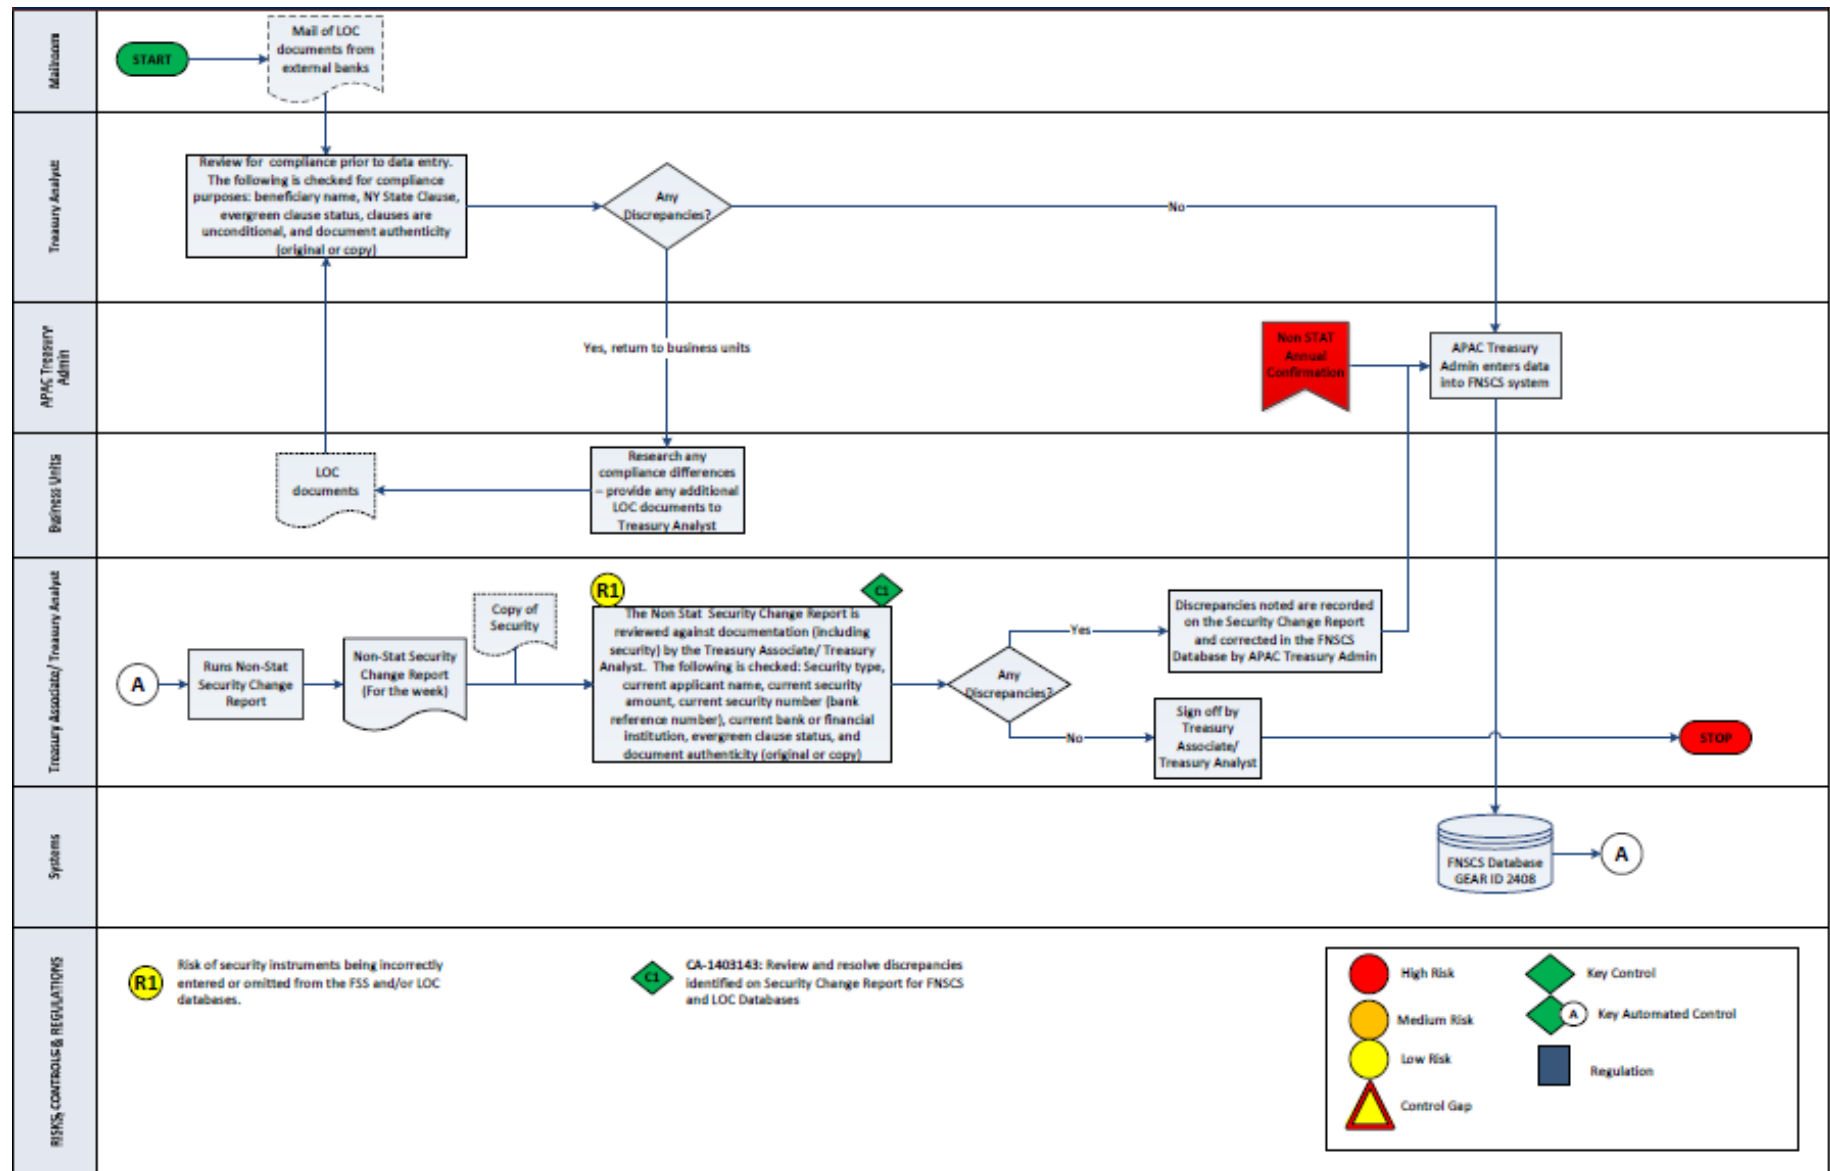 Mailroom
START
Mail of LOC
documents from
external banks
Treasury Analyst
Review for compliance prior to data entry.
The following is checked for compliance
purposes: beneficiary name, NY State Clause,
evergreen clause status, clauses are
unconditional, and document authenticity
(original or copy)
Any
Discrepancies?
No
APAC Treasury
Admin
Yes, return to business units
Non STAT
Annual
Confirmation
APAC Treasury
Admin enters data
into FNSCS system
Business Units
LOC
documents
Research any
compliance differences
– provide any additional
LOC documents to
Treasury Analyst
Treasury Associate/ Treasury Analyst
A
Runs Non-Stat
Security Change
Report
Non-Stat Security
Change Report
(For the week)
Copy of
Security
R1
C1
The Non Stat Security Change Report is
reviewed against documentation (including
security) by the Treasury Associate/ Treasury
Analyst. The following is checked: Security type,
current applicant name, current security
amount, current security number (bank
reference number), current bank or financial
institution, evergreen clause status, and
document authenticity (original or copy)
Any
Discrepancies?
Yes
Discrepancies noted are recorded
on the Security Change Report
and corrected in the FNSCS
Database by APAC Treasury Admin
No
Sign off by
Treasury
Associate/
Treasury Analyst
STOP
Systems
FNSCS Database
GEAR ID 2408
A
RISKS, CONTROLS & REGULATIONS
R1
Risk of security instruments being incorrectly
entered or omitted from the FSS and/or LOC
databases.
C1
CA-1403143: Review and resolve discrepancies
identified on Security Change Report for FNSCS
and LOC Databases
High Risk
Key Control
Medium Risk
A
Key Automated Control
Low Risk
Regulation
Control Gap